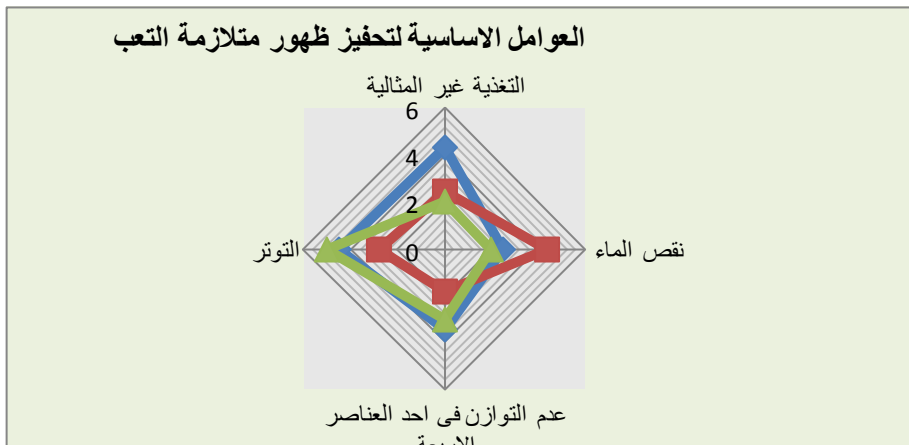 العوامل الاساسية لتحفيز ظهور متلازمة التعب
التغذية غير المثالية
6
4
2
0
نقص الماء
التوتر
عدم التوازن فى احد العناصر